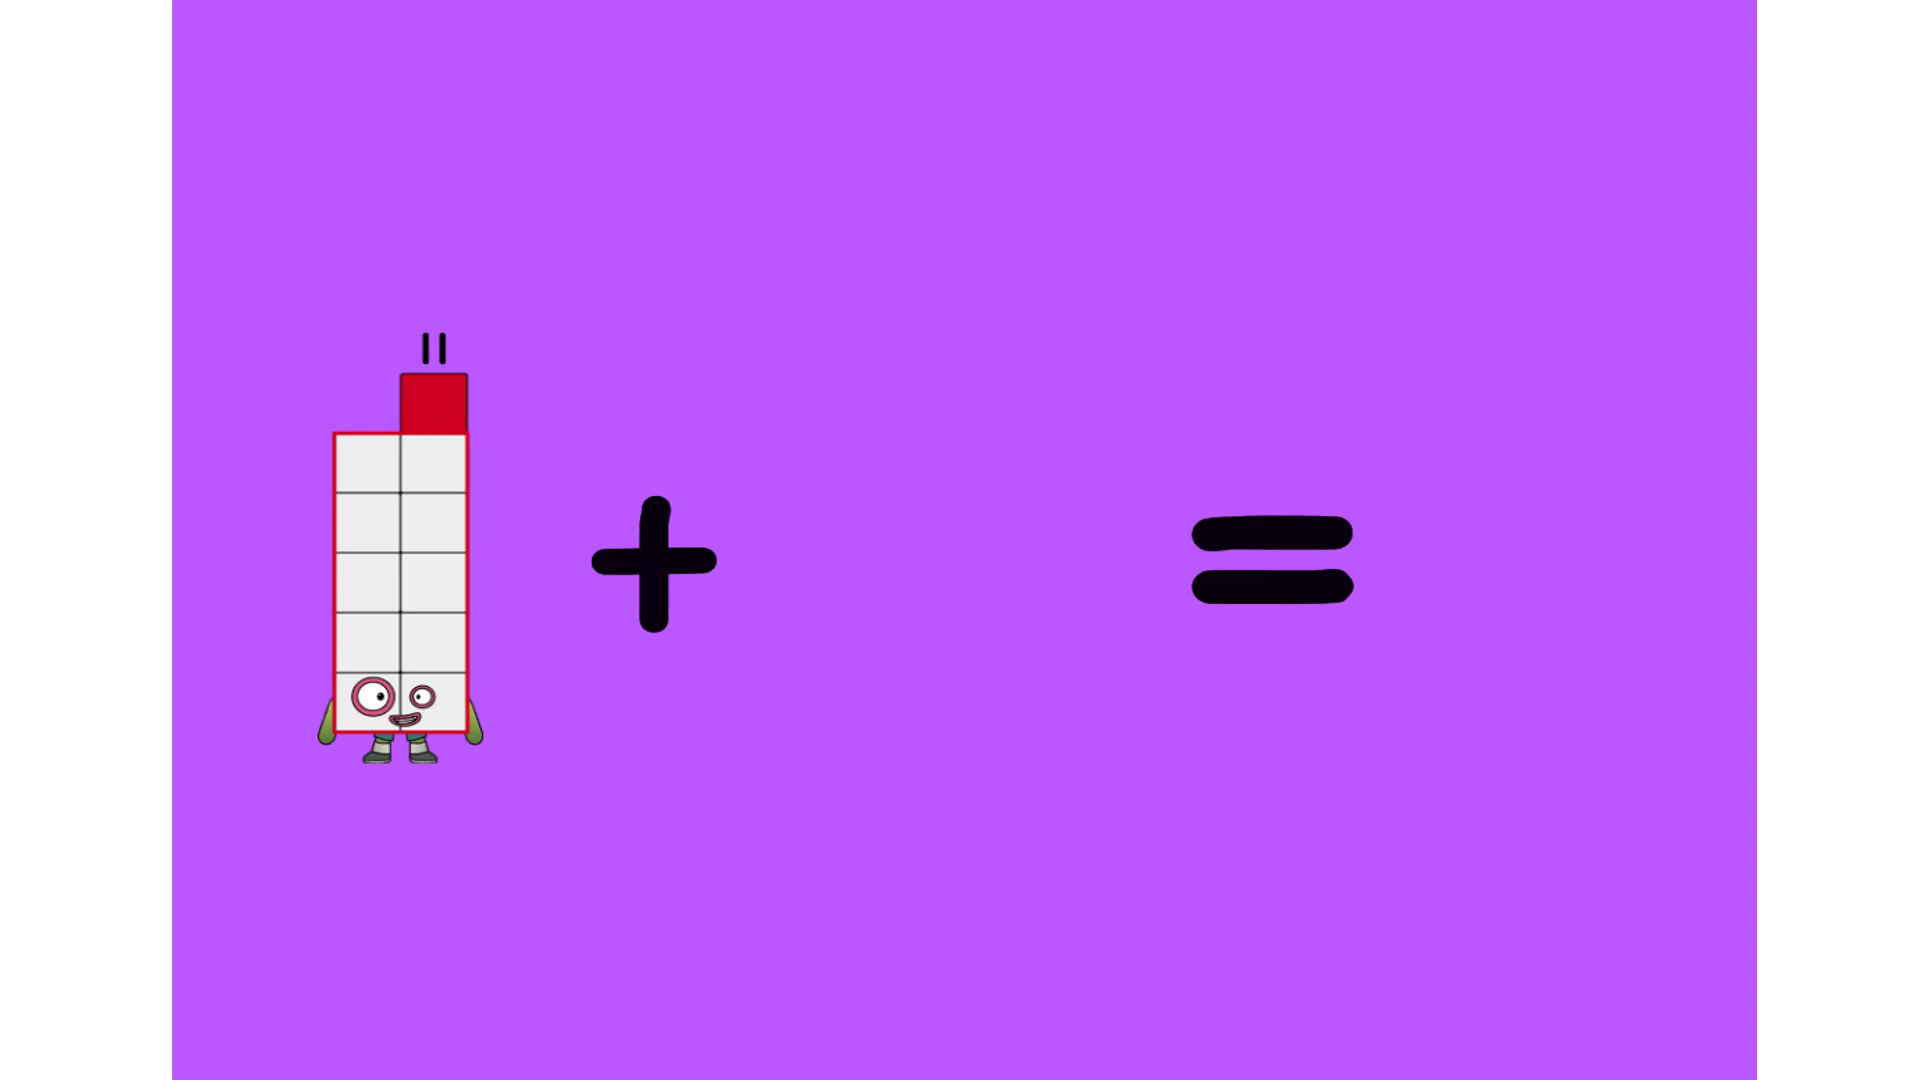 11
+ =